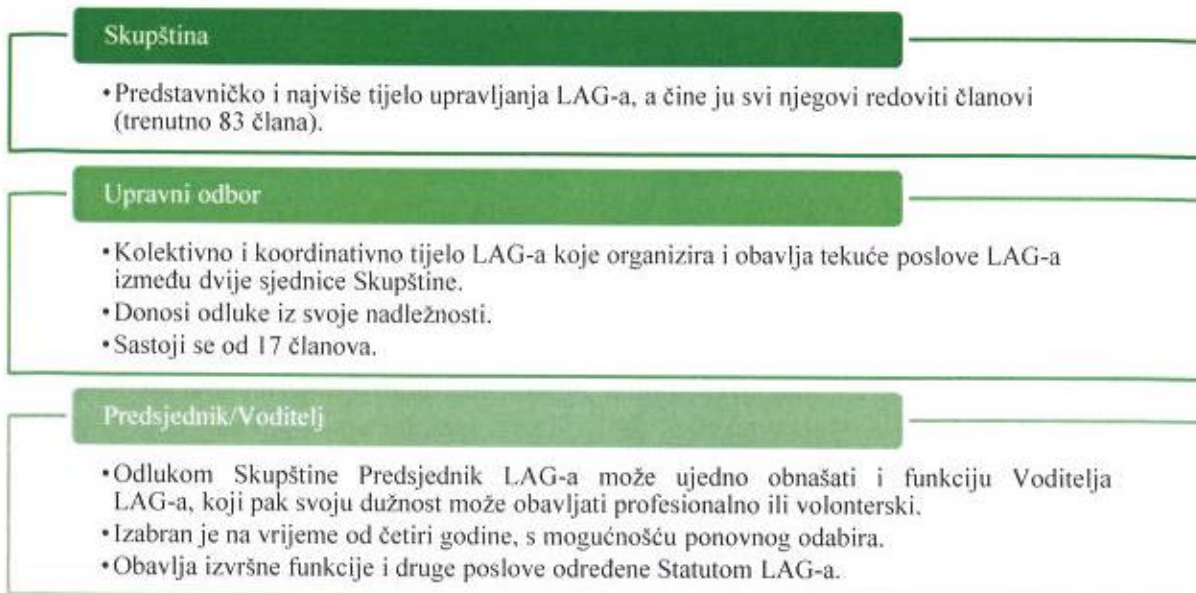 Skupština
•Predstavničko i najviše tijelo upravljanja LAG-a, a čine ju svi njegovi redoviti članovi
(trenutno 83 člana).
Upravni odbor
•Kolektivno i koordinativno tijelo LAG-a koje organizira i obavlja tekuće poslove LAG-a
između dvije sjednice Skupštine.
•Donosi odluke iz svoje nadležnosti.
•Sastoji se od 17 članova.
Predsjednik/Voditelj
•Odlukom Skupštine Predsjednik LAG-a može ujedno obnašati i funkciju Voditelja
LAG-a, koji pak svoju dužnost može obavljati profesionalno ili volonterski.
•Izabran je na vrijeme od četiri godine, s mogućnošću ponovnog odabira.
•Obavlja izvršne funkcije i druge poslove određene Statutom LAG-a.